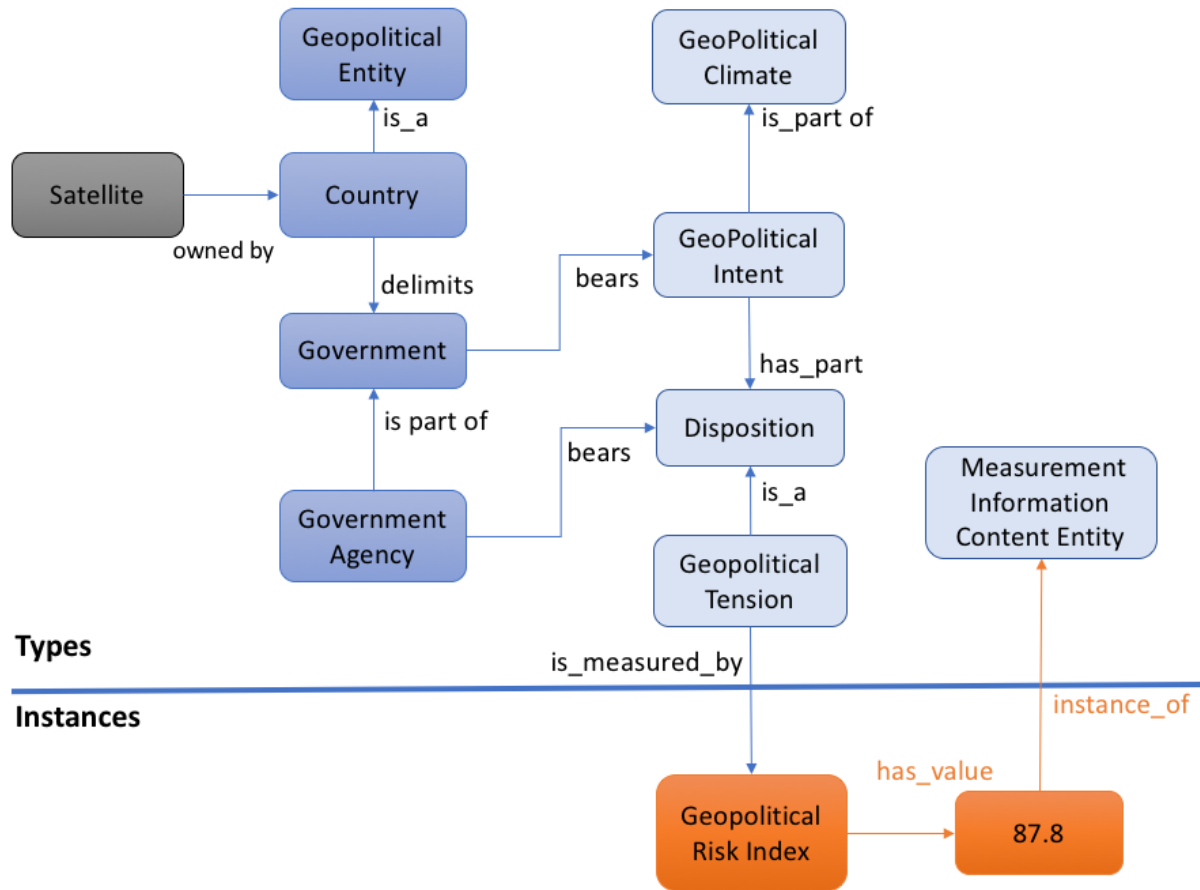 Geopolitical
Entity
GeoPolitical
Climate
is_a
is_part of
Satellite
Country
owned by
GeoPolitical
Intent
delimits
bears
Government
has_part
is part of
Disposition
bears
Measurement
Information
Content Entity
is_a
Government
Agency
Geopolitical
Tension
Types
is_measured_by
Instances
instance_of
has_value
Geopolitical
Risk Index
87.8